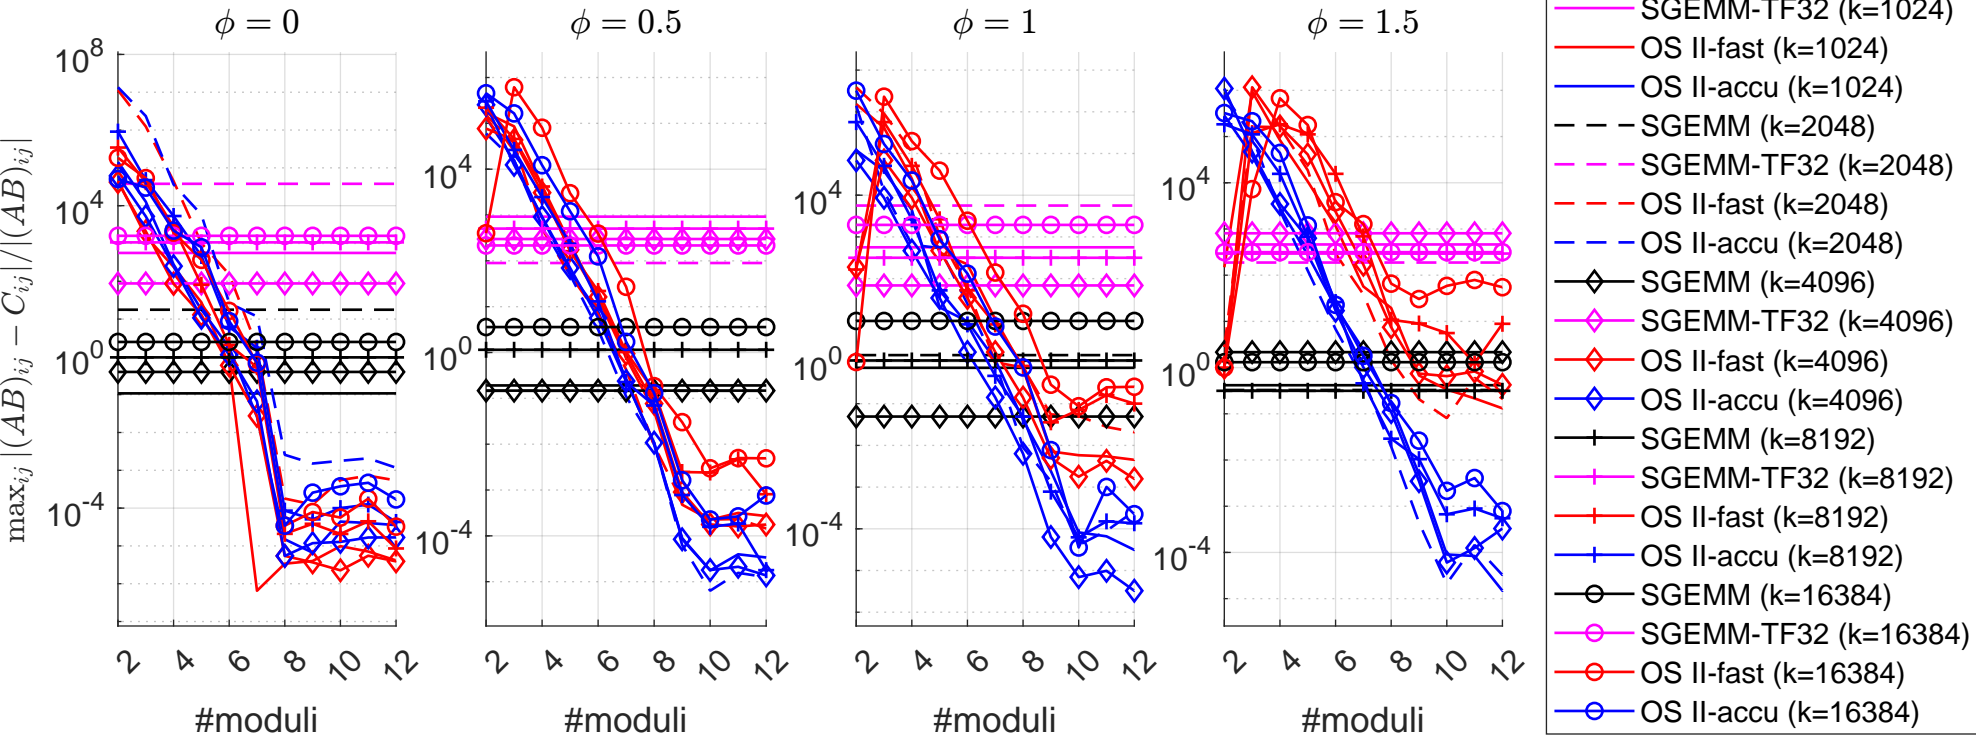 ϕ = 0
ϕ = 0.5
ϕ = 1
ϕ = 1.5
max_{ij} |(AB)_{ij} − C_{ij}|/|(AB)_{ij}|
10^8
10^4
10^0
10^{-4}
2 4 6 8 10 12
#moduli
10^4
10^0
10^{-4}
2 4 6 8 10 12
#moduli
10^4
10^0
10^{-4}
2 4 6 8 10 12
#moduli
10^4
10^0
10^{-4}
2 4 6 8 10 12
#moduli
SGEMM-TF32 (k=1024)
OS II-fast (k=1024)
OS II-accu (k=1024)
SGEMM (k=2048)
SGEMM-TF32 (k=2048)
OS II-fast (k=2048)
OS II-accu (k=2048)
SGEMM (k=4096)
SGEMM-TF32 (k=4096)
OS II-fast (k=4096)
OS II-accu (k=4096)
SGEMM (k=8192)
SGEMM-TF32 (k=8192)
OS II-fast (k=8192)
OS II-accu (k=8192)
SGEMM (k=16384)
SGEMM-TF32 (k=16384)
OS II-fast (k=16384)
OS II-accu (k=16384)